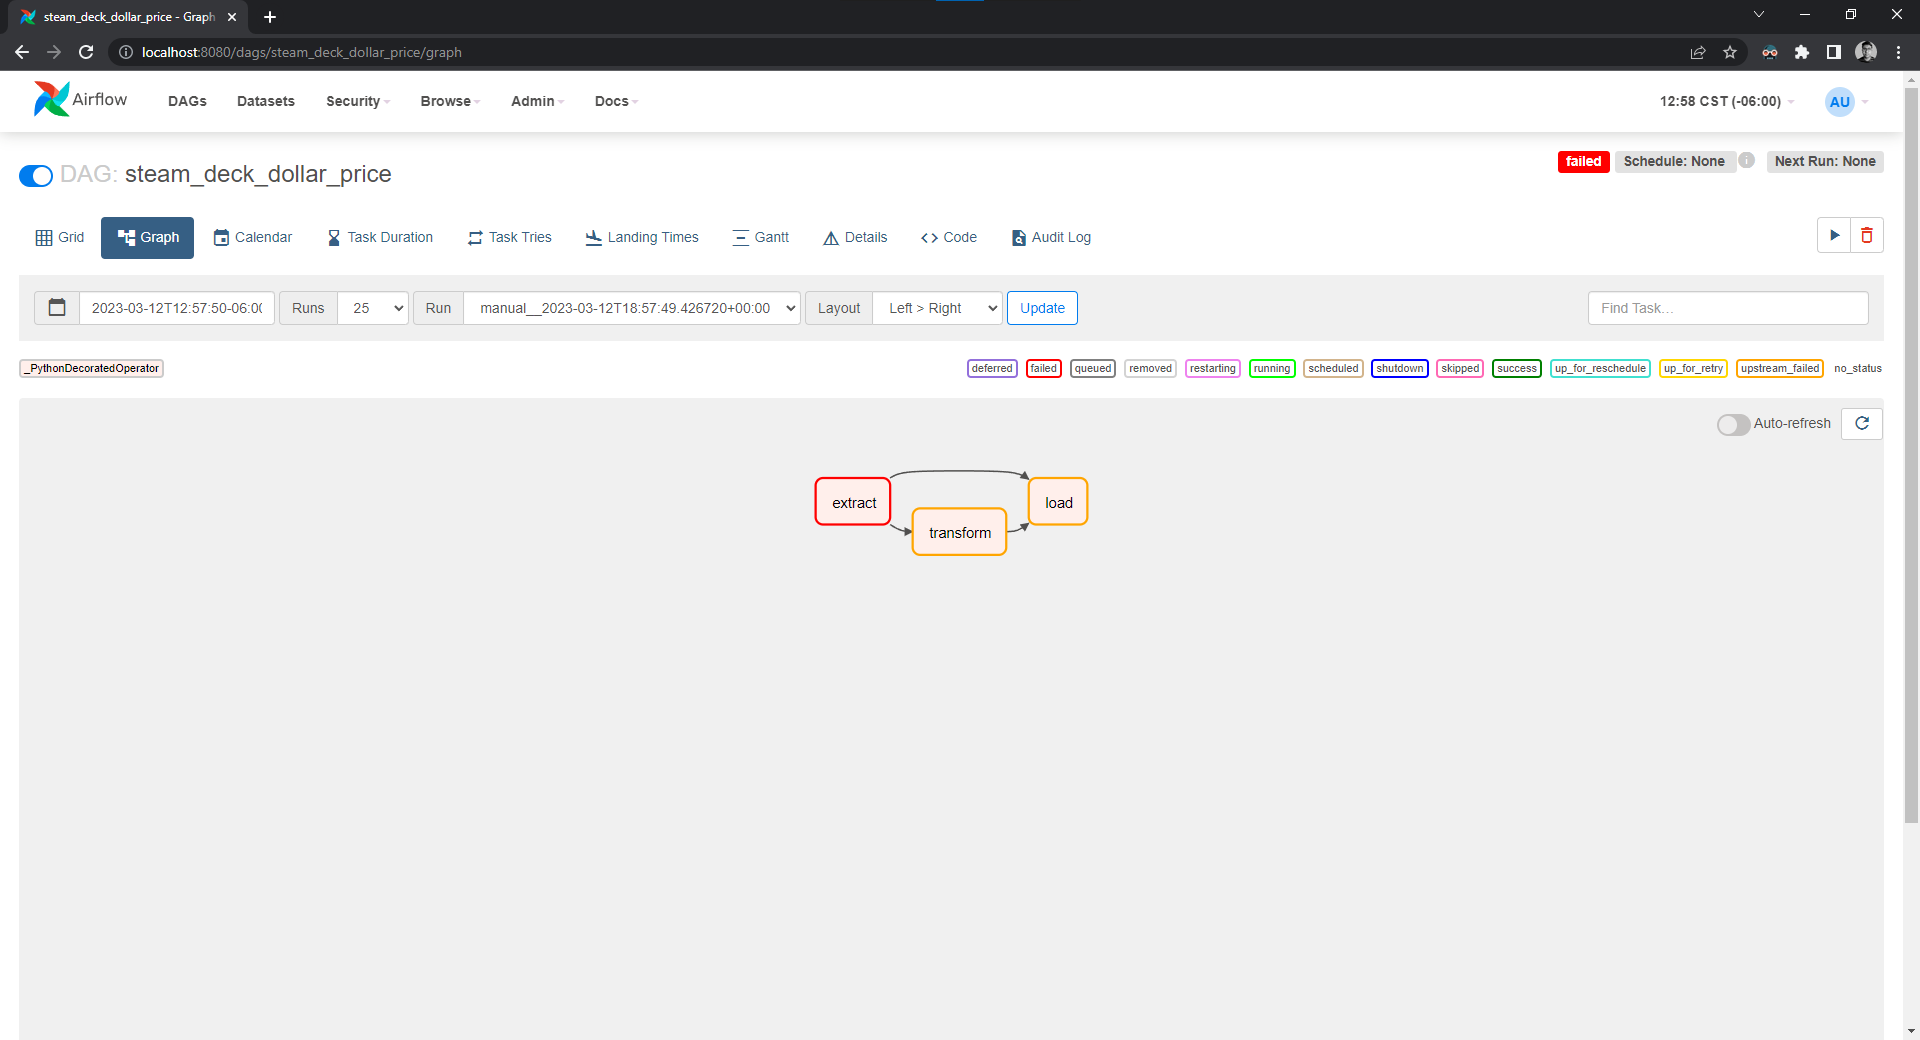 steam_deck_dollar_price - Graph
localhost:8080/dags/steam_deck_dollar_price/graph
Airflow DAGs Datasets Security Browse Admin Docs 12:58 CST (-06:00) AU
DAG: steam_deck_dollar_price failed Schedule: None i Next Run: None
Grid Graph Calendar Task Duration Task Tries Landing Times Gantt Details Code Audit Log
2023-03-12T12:57:50-06:00 Runs 25 Run manual__2023-03-12T18:57:49.426720+00:00 Layout Left > Right Update Find Task...
_PythonDecoratedOperator deferred failed queued removed restarting running scheduled shutdown skipped success up_for_reschedule up_for_retry upstream_failed no_status
Auto-refresh
extract load
transform